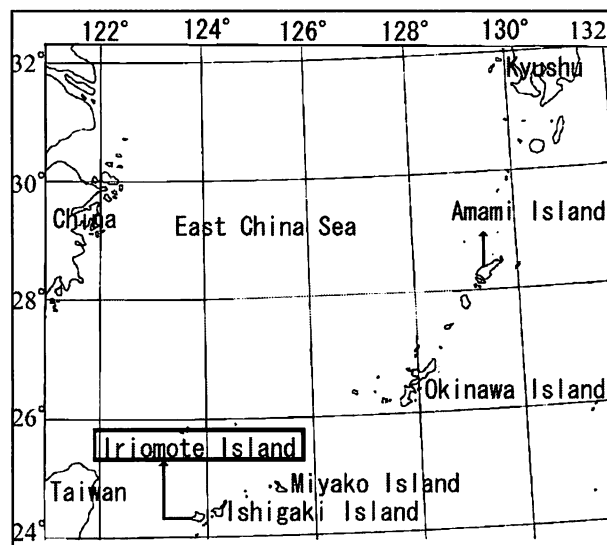 122° 124° 126° 128° 130° 132
32°
Kyushu
30°
China
East China Sea
Amami Island
28°
Okinawa Island
26°
Iriomote Island
Taiwan
Miyako Island
Ishigaki Island
24°